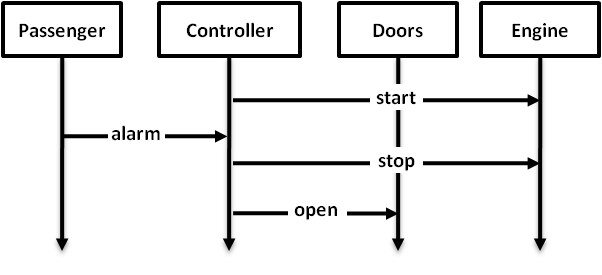 Passenger
Controller
Doors
Engine
start
alarm
stop
open